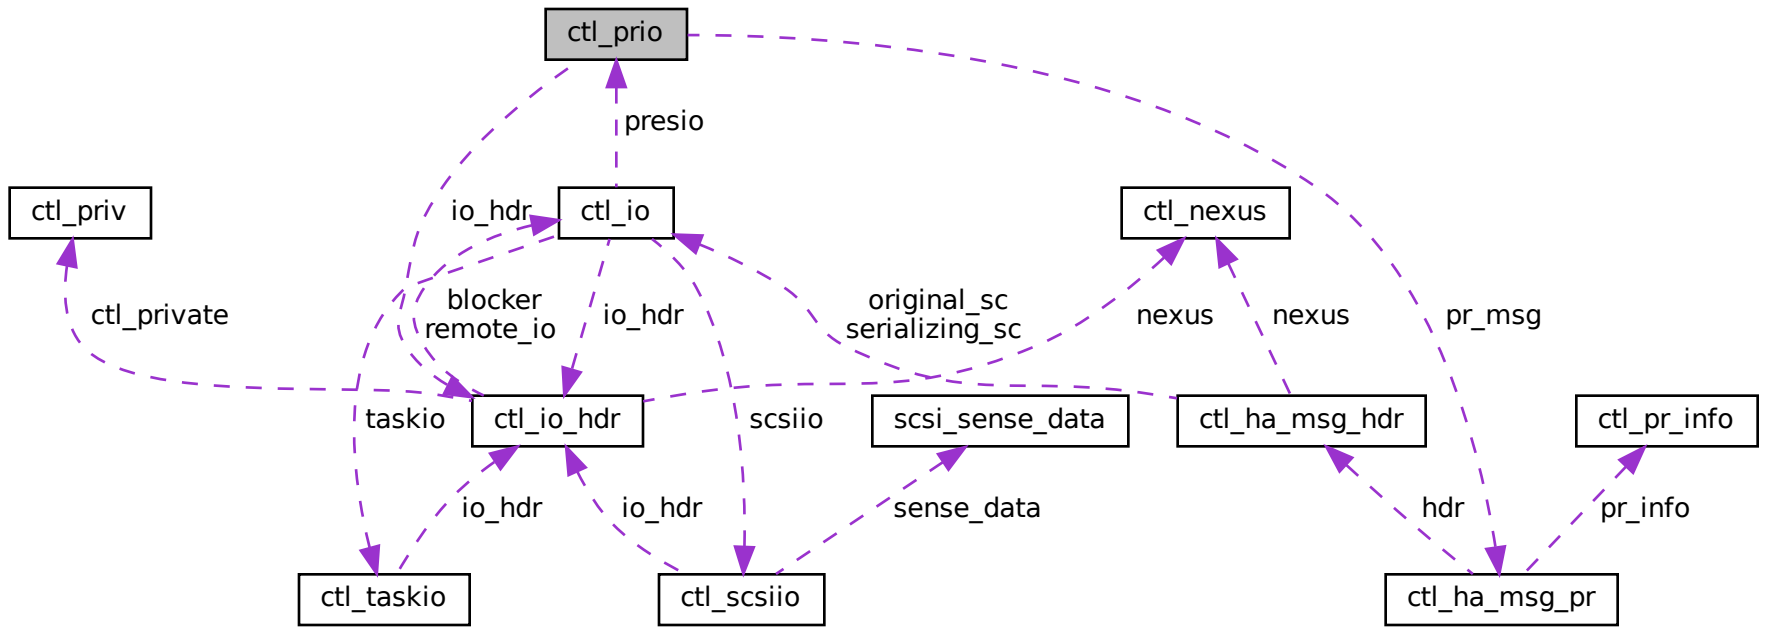 ctl_prio
presio
ctl_priv
io_hdr
ctl_io
ctl_nexus
ctl_private
blocker
remote_io
io_hdr
original_sc
serializing_sc
nexus
nexus
pr_msg
taskio
ctl_io_hdr
scsiio
scsi_sense_data
ctl_ha_msg_hdr
ctl_pr_info
io_hdr
io_hdr
sense_data
hdr
pr_info
ctl_taskio
ctl_scsiio
ctl_ha_msg_pr